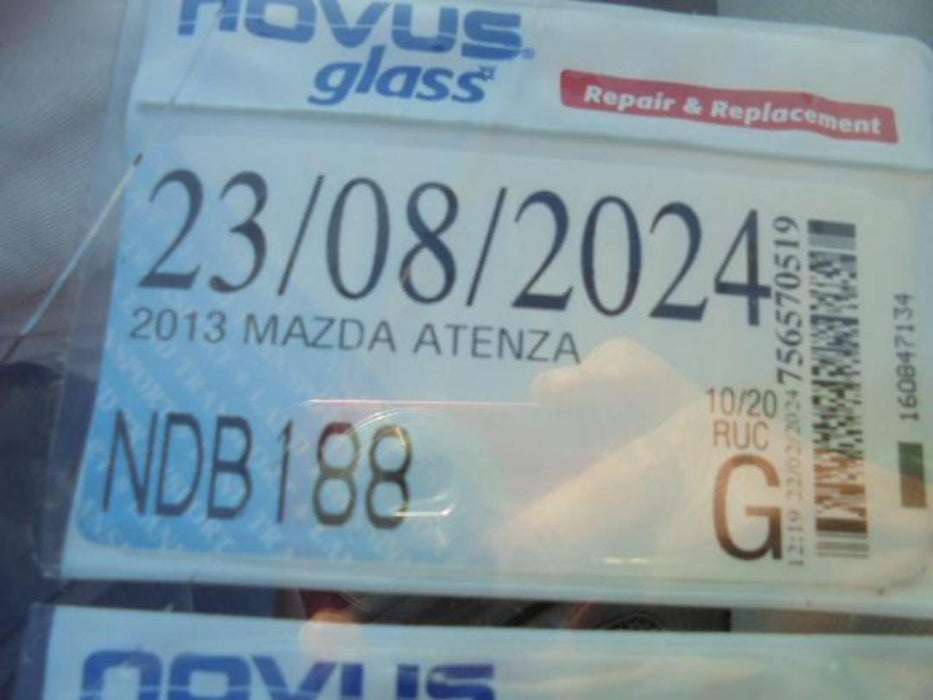 novus
glass
Repair & Replacement
23/08/2024
2013 MAZDA ATENZA
NDB188
10/20
RUC
G
12:19 22/02/2024 756570519
160847134
novus